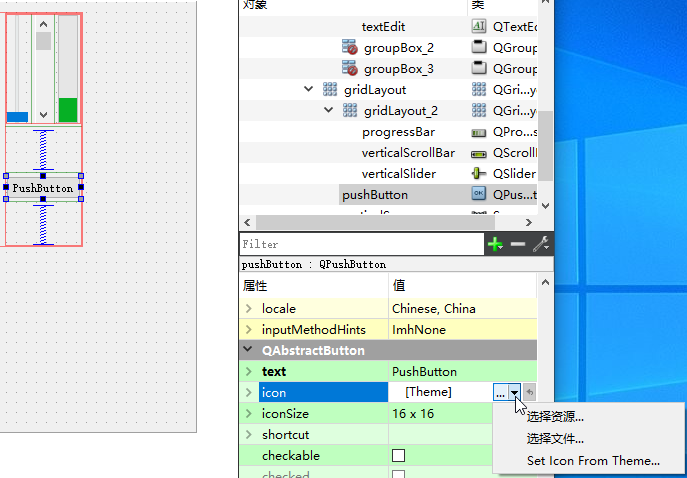 对象
类
textEdit QTextEd..
groupBox_2 QGroup
groupBox_3 QGroup
gridLayout QGri...y
gridLayout_2 QGri...y
progressBar QPro...s
verticalScrollBar QScrollB
verticalSlider QSlider
pushButton QPus...t
Filter
pushButton : QPushButton
属性 值
locale Chinese, China
inputMethodHints ImhNone
QAbstractButton
text PushButton
icon [Theme] ...
iconSize 16 x 16
shortcut
checkable
checked
PushButton
选择资源...
选择文件...
Set Icon From Theme...